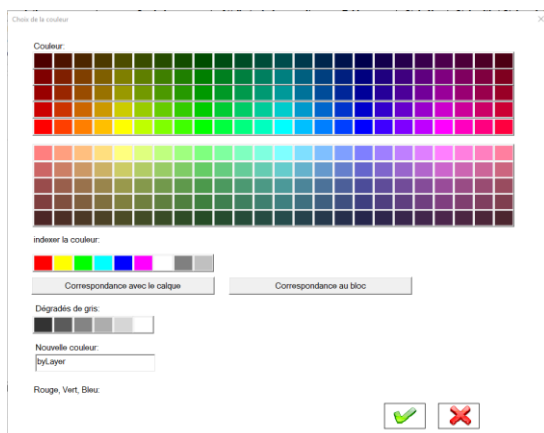 Choix de la couleur
Couleur:
indexer la couleur:
Correspondance avec le calque
Correspondance au bloc
Dégradés de gris:
Nouvelle couleur:
byLayer
Rouge, Vert, Bleu: